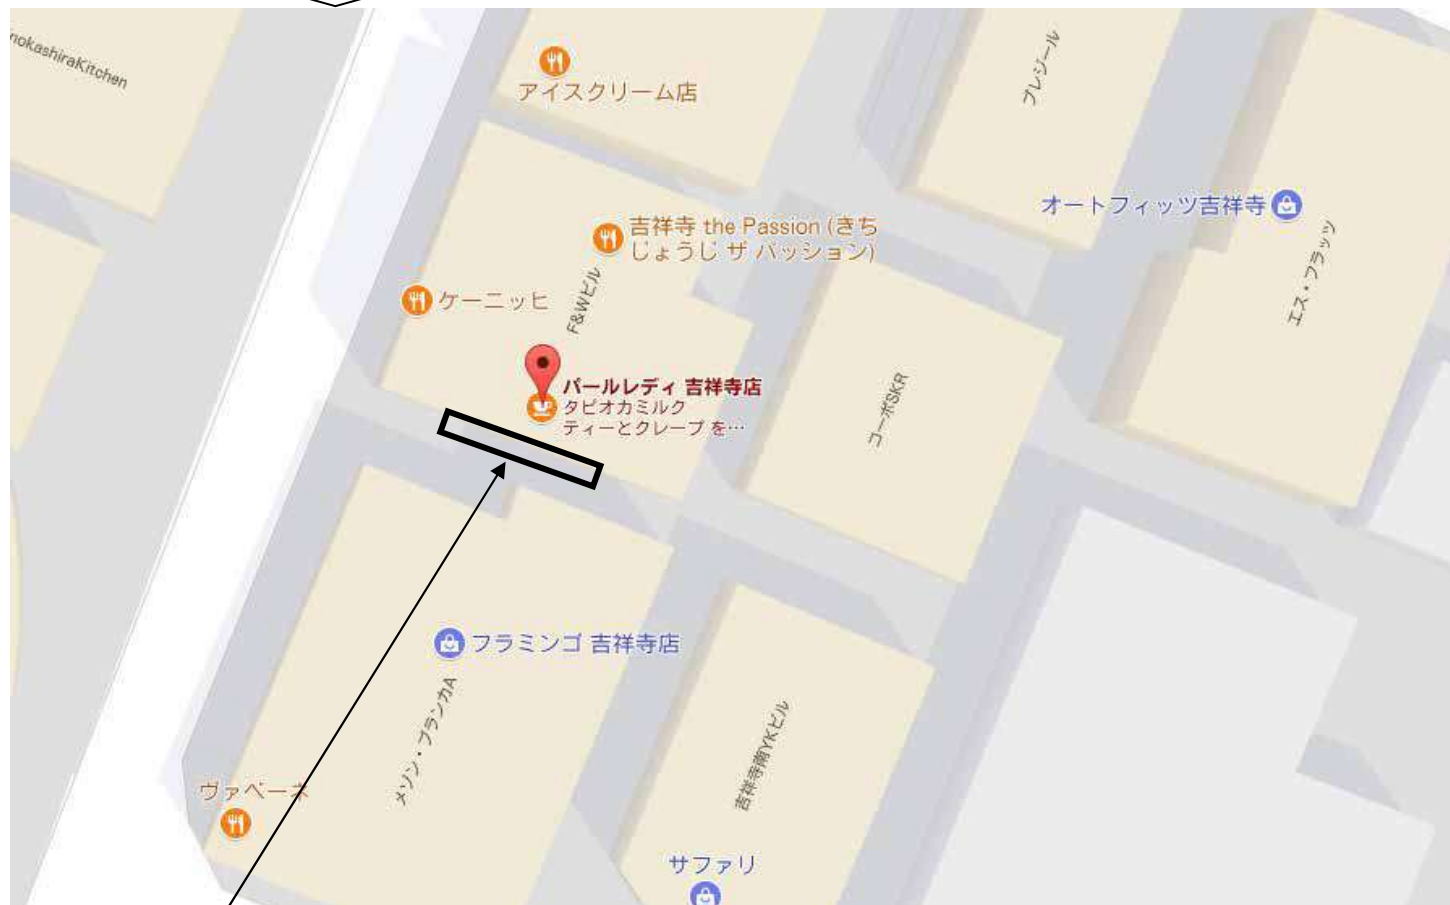 nokashiraKitchen
アイスクリーム店
プレジール
オートフィッツ吉祥寺
吉祥寺 the Passion (きち
じょうじ ザ パッション)
エス・フラッツ
ケーニッヒ
F&Wビル
パールレディ 吉祥寺店
タピオカミルク
ティーとクレープ を…
コーポSKR
フラミンゴ 吉祥寺店
メゾン・ブランカA
吉祥寺南YKビル
ヴァベーネ
サファリ